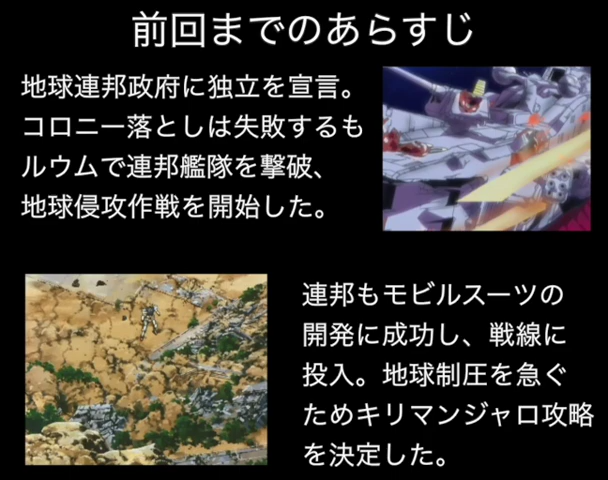 前回までのあらすじ
地球連邦政府に独立を宣言。
コロニー落としは失敗するも
ルウムで連邦艦隊を撃破、
地球侵攻作戦を開始した。
連邦もモビルスーツの
開発に成功し、戦線に
投入。地球制圧を急ぐ
ためキリマンジャロ攻略
を決定した。